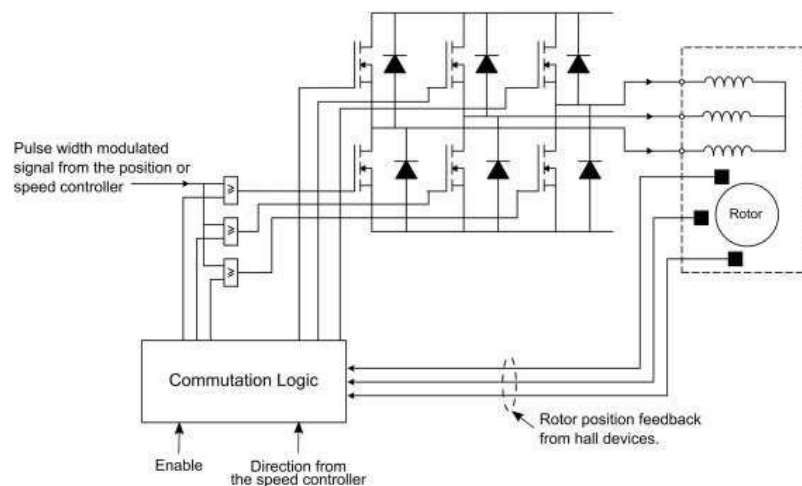 Pulse width modulated
signal from the position or
speed controller
Rotor
Commutation Logic
Rotor position feedback
from hall devices.
Enable
Direction from
the speed controller